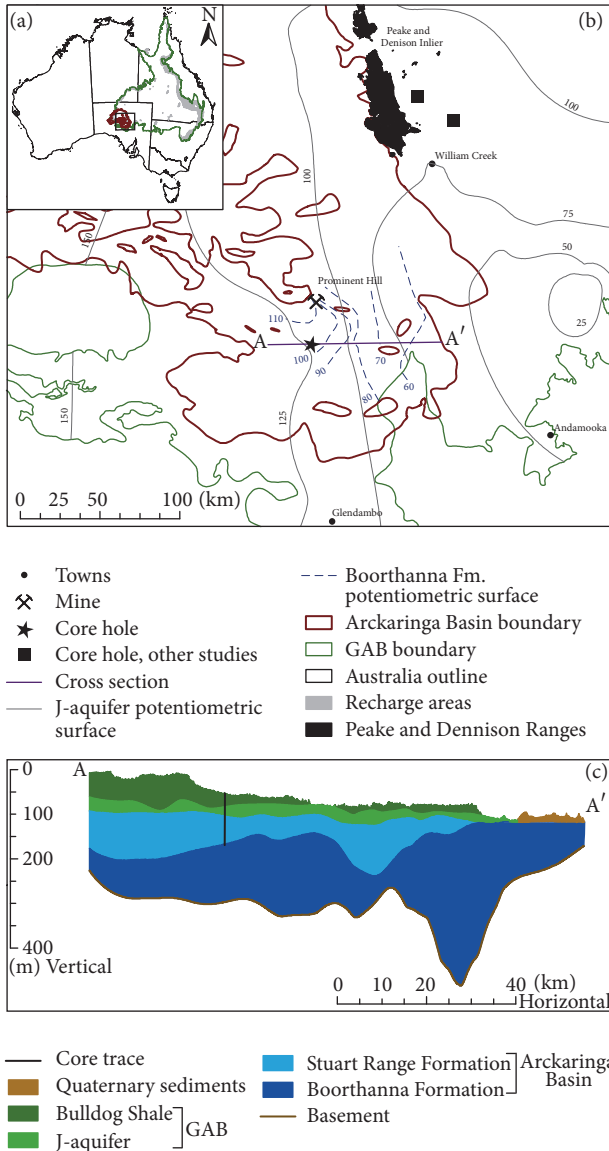 (a)
N
(b)
Peake and
Denison Inlier
100
William Creek
100
75
150
50
Prominent Hill
25
110
A
A′
100
70
90
60
80
150
125
Andamooka
0 25 50 100 (km)
Glendambo
Towns
Mine
Core hole
Core hole, other studies
Cross section
J-aquifer potentiometric
surface
Boorthanna Fm.
potentiometric surface
Arckaringa Basin boundary
GAB boundary
Australia outline
Recharge areas
Peake and Dennison Ranges
0
A
(c)
A′
100
200
400
(m) Vertical
0 20 40 (km)
Horizontal
Core trace
Quaternary sediments
Bulldog Shale
J-aquifer
GAB
Stuart Range Formation
Boorthanna Formation
Arckaringa
Basin
Basement